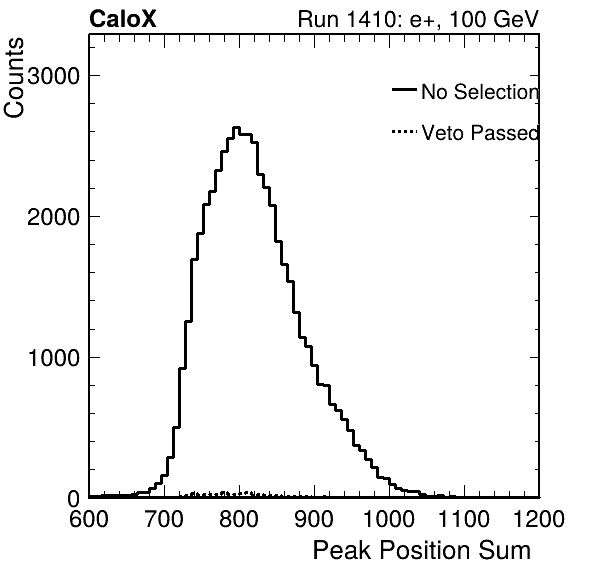 CaloX Run 1410: e+, 100 GeV
Counts
3000
2000
1000
0
No Selection
Veto Passed
600 700 800 900 1000 1100 1200
Peak Position Sum